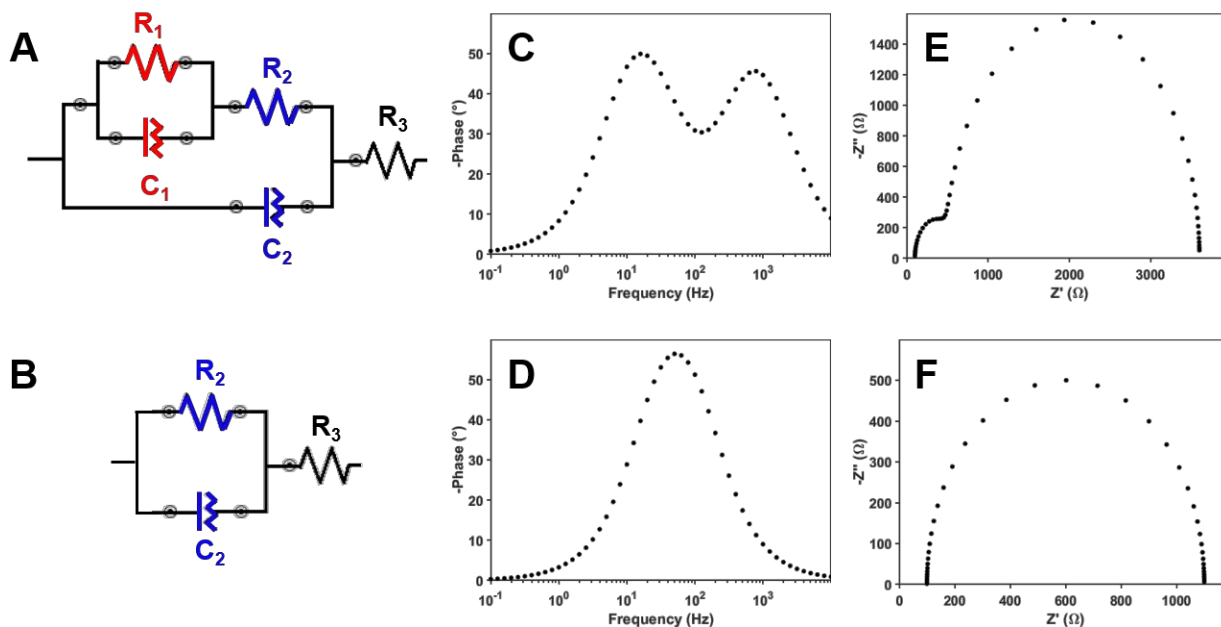 A
R1
R2
R3
C1
C2
B
R2
R3
C2
C
-Phase (°)
50
40
30
20
10
0
10-1
100
101
102
103
Frequency (Hz)
D
-Phase (°)
60
50
40
30
20
10
0
10-1
100
101
102
103
Frequency (Hz)
E
-Z'' (Ω)
1400
1200
1000
800
600
400
200
0
0
1000
2000
3000
Z' (Ω)
F
-Z'' (Ω)
500
400
300
200
100
0
0
200
400
600
800
1000
Z' (Ω)